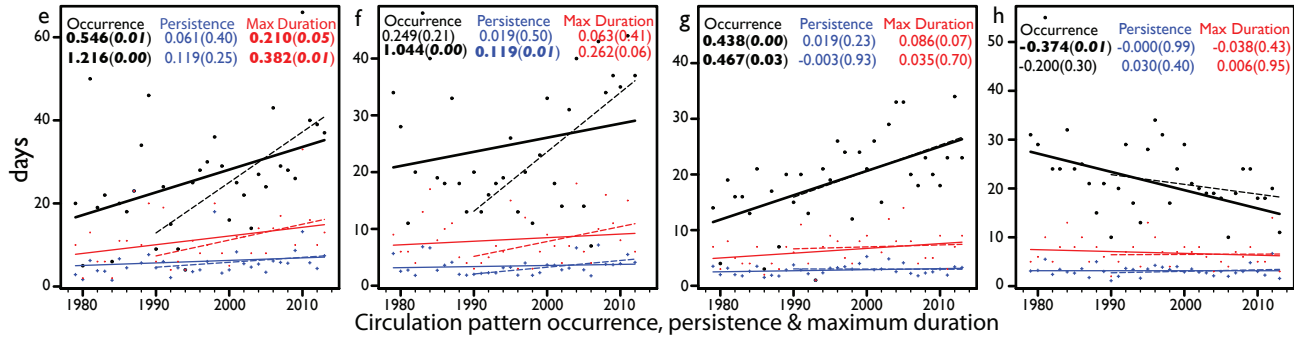 e
Occurrence Persistence Max Duration
0.546(0.01) 0.061(0.40) 0.210(0.05)
1.216(0.00) 0.119(0.25) 0.382(0.01)
f
Occurrence Persistence Max Duration
0.249(0.21) 0.019(0.50) 0.063(0.41)
1.044(0.00) 0.119(0.01) 0.262(0.06)
g
Occurrence Persistence Max Duration
0.438(0.00) 0.019(0.23) 0.086(0.07)
0.467(0.03) -0.003(0.93) 0.035(0.70)
h
Occurrence Persistence Max Duration
-0.374(0.01) -0.000(0.99) -0.038(0.43)
-0.200(0.30) 0.030(0.40) 0.006(0.95)
days
60
40
20
0
1980 1990 2000 2010
40
30
20
10
0
1980 1990 2000 2010
40
30
20
10
0
1980 1990 2000 2010
50
40
30
20
10
0
1980 1990 2000 2010
Circulation pattern occurrence, persistence & maximum duration